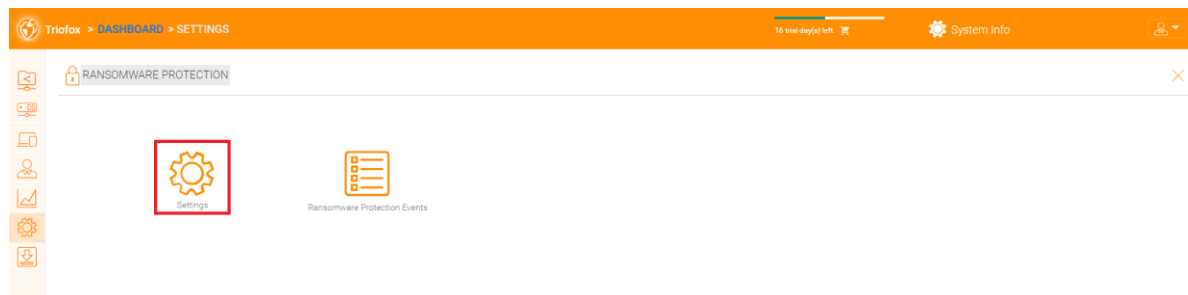 Triofox > DASHBOARD > SETTINGS
16 trial day(s) left.
System Info
RANSOMWARE PROTECTION
Settings
Ransomware Protection Events